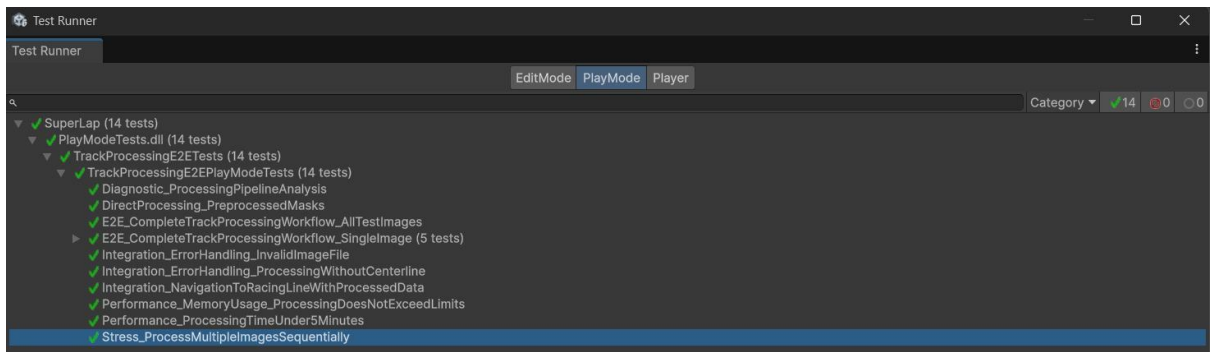 Test Runner
Test Runner
EditMode PlayMode Player
Category 14 0 0
SuperLap (14 tests)
PlayModeTests.dll (14 tests)
TrackProcessingE2ETests (14 tests)
TrackProcessingE2EPlayModeTests (14 tests)
Diagnostic_ProcessingPipelineAnalysis
DirectProcessing_PreprocessedMasks
E2E_CompleteTrackProcessingWorkflow_AllTestImages
E2E_CompleteTrackProcessingWorkflow_SingleImage (5 tests)
Integration_ErrorHandling_InvalidImageFile
Integration_ErrorHandling_ProcessingWithoutCenterline
Integration_NavigationToRacingLineWithProcessedData
Performance_MemoryUsage_ProcessingDoesNotExceedLimits
Performance_ProcessingTimeUnder5Minutes
Stress_ProcessMultipleImagesSequentially